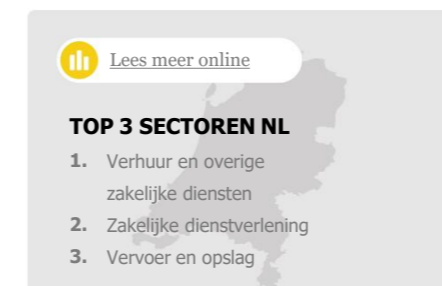 Lees meer online
TOP 3 SECTOREN NL
1. Verhuur en overige
zakelijke diensten
2. Zakelijke dienstverlening
3. Vervoer en opslag